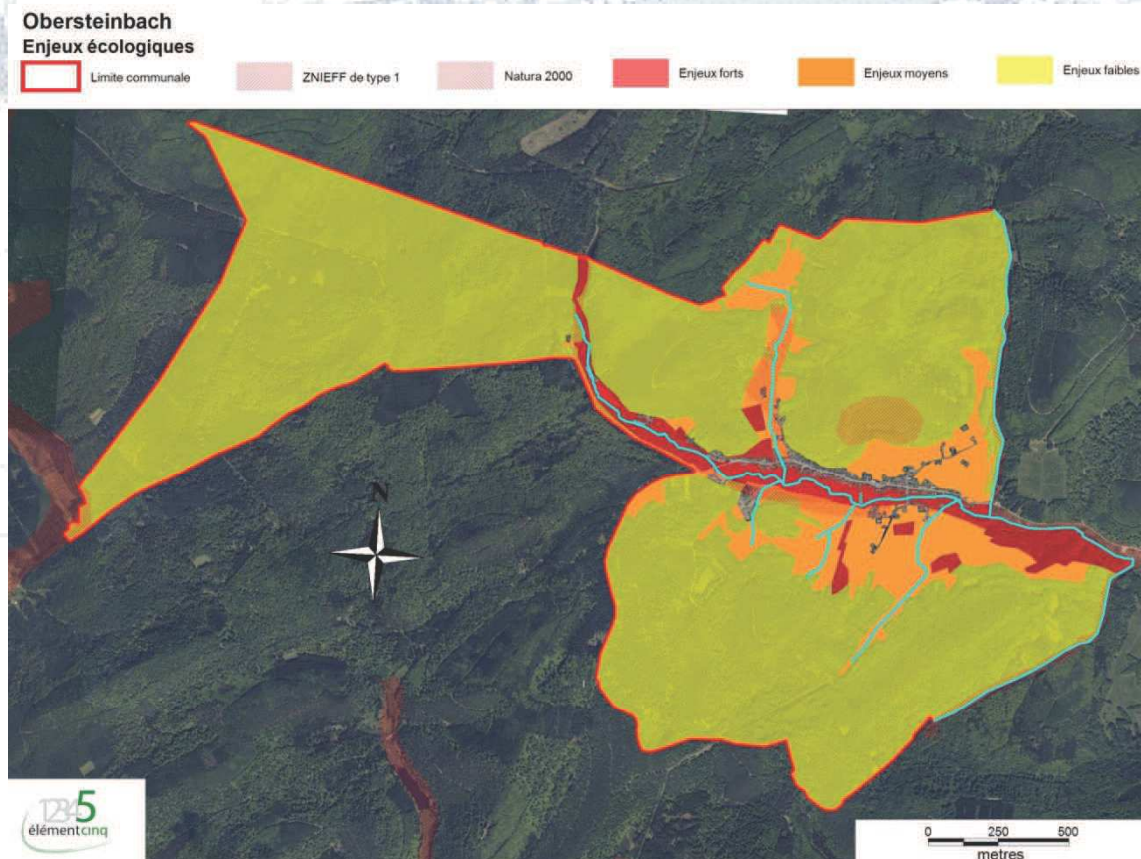 Obersteinbach
Enjeux écologiques
Limite communale
ZNIEFF de type 1
Natura 2000
Enjeux forts
Enjeux moyens
Enjeux faibles
N
12345
élémentcinq
0 250 500
metres